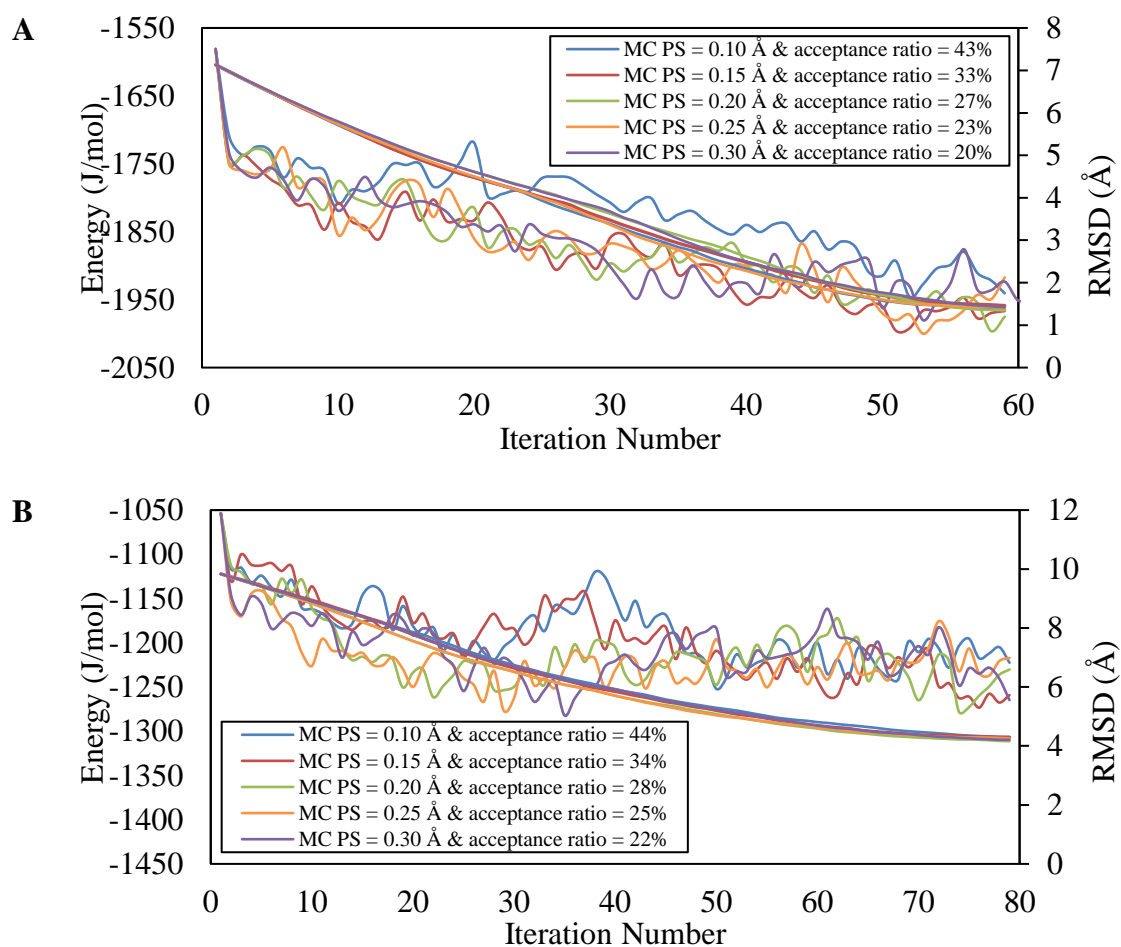 A
-1550
-1650
-1750
-1850
-1950
-2050
Energy (J/mol)
8
7
6
5
4
3
2
1
0
RMSD (Å)
MC PS = 0.10 Å & acceptance ratio = 43%
MC PS = 0.15 Å & acceptance ratio = 33%
MC PS = 0.20 Å & acceptance ratio = 27%
MC PS = 0.25 Å & acceptance ratio = 23%
MC PS = 0.30 Å & acceptance ratio = 20%
0 10 20 30 40 50 60
Iteration Number
B
-1050
-1100
-1150
-1200
-1250
-1300
-1350
-1400
-1450
Energy (J/mol)
12
10
8
6
4
2
0
RMSD (Å)
MC PS = 0.10 Å & acceptance ratio = 44%
MC PS = 0.15 Å & acceptance ratio = 34%
MC PS = 0.20 Å & acceptance ratio = 28%
MC PS = 0.25 Å & acceptance ratio = 25%
MC PS = 0.30 Å & acceptance ratio = 22%
0 10 20 30 40 50 60 70 80
Iteration Number